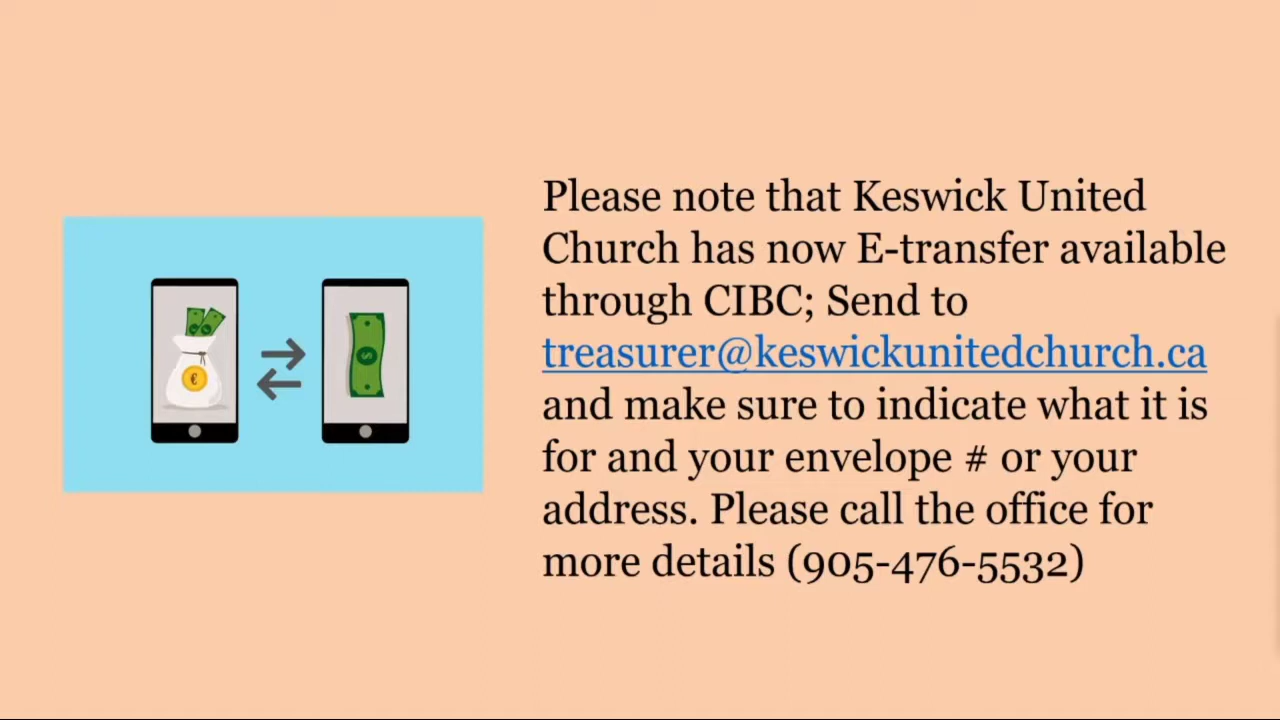 Please note that Keswick United
Church has now E-transfer available
through CIBC; Send to
treasurer@keswickunitedchurch.ca
and make sure to indicate what it is
for and your envelope # or your
address. Please call the office for
more details (905-476-5532)